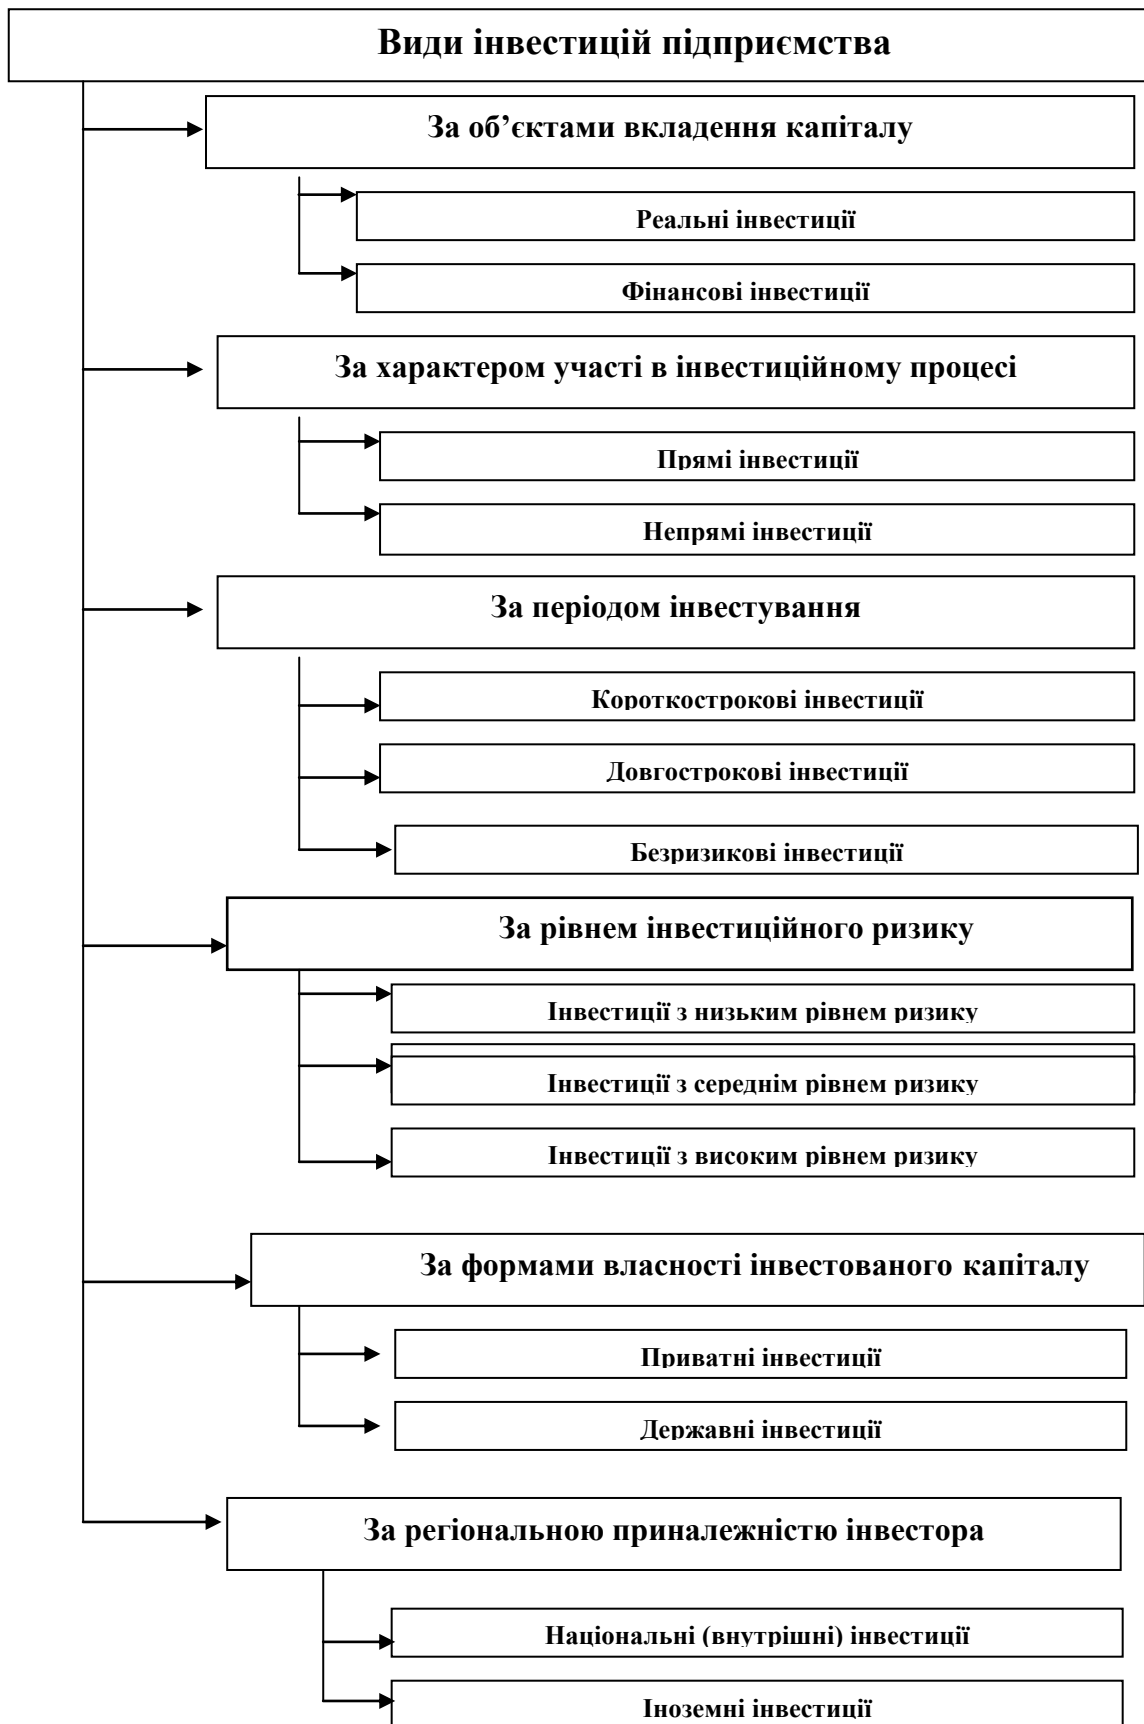 Види інвестицій підприємства
За об’єктами вкладення капіталу
Реальні інвестиції
Фінансові інвестиції
За характером участі в інвестиційному процесі
Прямі інвестиції
Непрямі інвестиції
За періодом інвестування
Короткострокові інвестиції
Довгострокові інвестиції
Безризикові інвестиції
За рівнем інвестиційного ризику
Інвестиції з низьким рівнем ризику
Інвестиції з середнім рівнем ризику
Інвестиції з високим рівнем ризику
За формами власності інвестованого капіталу
Приватні інвестиції
Державні інвестиції
За регіональною приналежністю інвестора
Національні (внутрішні) інвестиції
Іноземні інвестиції